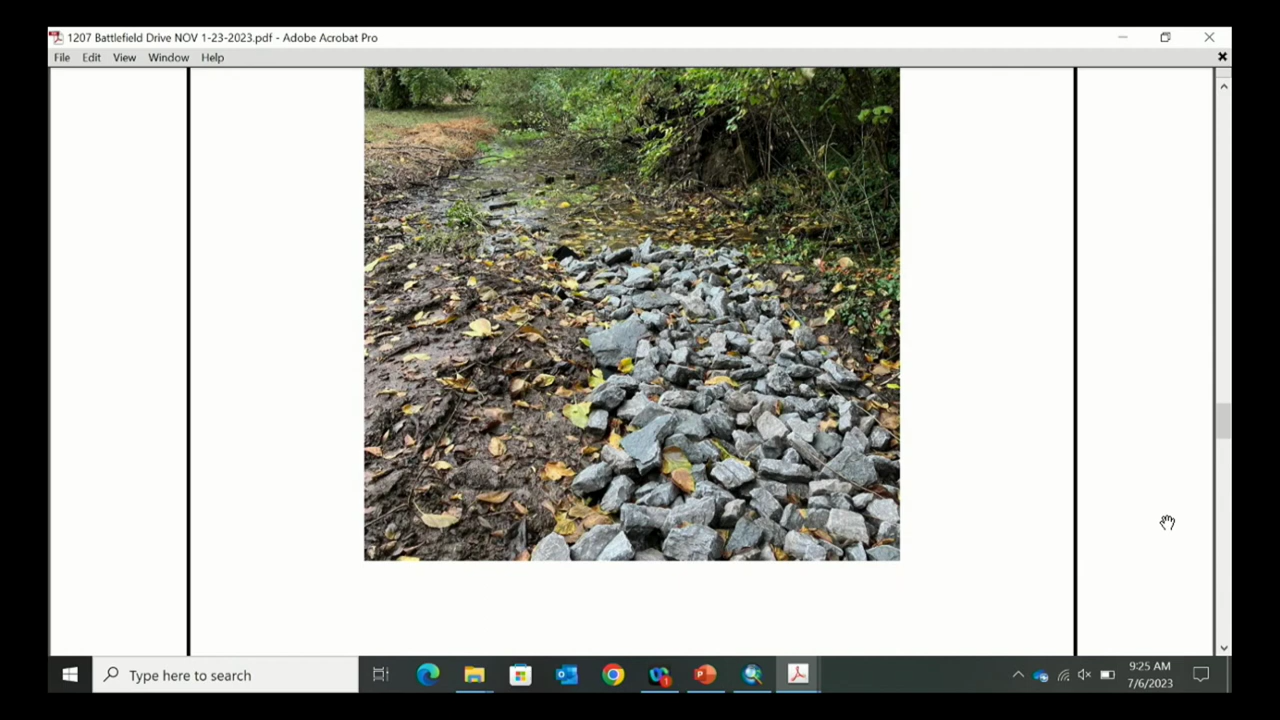 1207 Battlefield Drive NOV 1-23-2023.pdf - Adobe Acrobat Pro
File Edit View Window Help
Type here to search
9:25 AM
7/6/2023